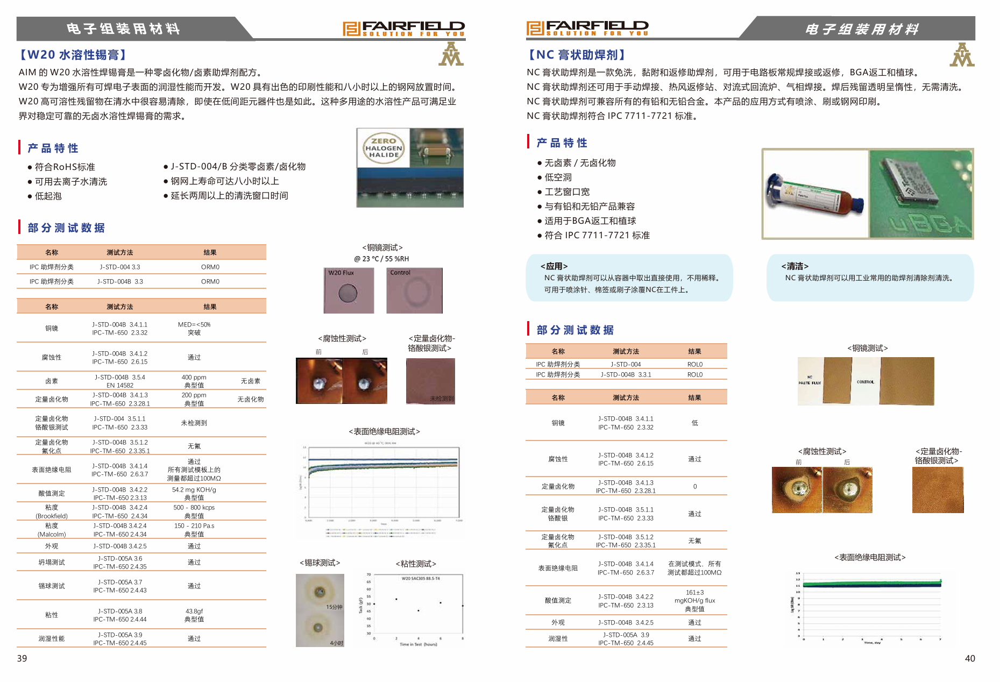 电子组装用材料
FAIRFIELD
SOLUTION FOR YOU
AIM
【W20 水溶性锡膏】
AIM 的 W20 水溶性焊锡膏是一种零卤化物/卤素助焊剂配方。
W20 专为增强所有可焊电子表面的润湿性能而开发。W20 具有出色的印刷性能和八小时以上的钢网放置时间。
W20 高可溶性残留物在清水中很容易清除，即使在低间距元器件也是如此。这种多用途的水溶性产品可满足业
界对稳定可靠的无卤水溶性焊锡膏的需求。
产品特性
● 符合RoHS标准
● 可用去离子水清洗
● 低起泡
● J-STD-004/B 分类零卤素/卤化物
● 钢网上寿命可达八小时以上
● 延长两周以上的清洗窗口时间
ZERO
HALOGEN
HALIDE
部分测试数据
名称 测试方法 结果
IPC 助焊剂分类 J-STD-004 3.3 ORM0
IPC 助焊剂分类 J-STD-004B 3.3 ORM0
名称 测试方法 结果
铜镜 J-STD-004B 3.4.1.1 IPC-TM-650 2.3.32 MED=<50% 突破
腐蚀性 J-STD-004B 3.4.1.2 IPC-TM-650 2.6.15 通过
卤素 J-STD-004B 3.5.4 EN 14582 400 ppm 典型值 无卤素
定量卤化物 J-STD-004B 3.4.1.3 IPC-TM-650 2.3.28.1 200 ppm 典型值 无卤化物
定量卤化物 铬酸银测试 J-STD-004 3.5.1.1 IPC-TM-650 2.3.33 未检测到
定量卤化物 氟化点 J-STD-004B 3.5.1.2 IPC-TM-650 2.3.35.1 无氟
表面绝缘电阻 J-STD-004B 3.4.1.4 IPC-TM-650 2.6.3.7 通过 所有测试模板上的 测量都超过100MΩ
酸值测定 J-STD-004B 3.4.2.2 IPC-TM-650 2.3.13 54.2 mg KOH/g 典型值
粘度 (Brookfield) J-STD-004B 3.4.2.4 IPC-TM-650 2.4.34 500 - 800 kcps 典型值
粘度 (Malcolm) J-STD-004B 3.4.2.4 IPC-TM-650 2.4.34 150 - 210 Pa.s 典型值
外观 J-STD-004B 3.4.2.5 通过
坍塌测试 J-STD-005A 3.6 IPC-TM-650 2.4.35 通过
锡球测试 J-STD-005A 3.7 IPC-TM-650 2.4.43 通过
粘性 J-STD-005A 3.8 IPC-TM-650 2.4.44 43.8gf 典型值
润湿性能 J-STD-005A 3.9 IPC-TM-650 2.4.45 通过
<铜镜测试>
@ 23 ℃ / 55 %RH
W20 Flux
Control
<腐蚀性测试>
前 后
<定量卤化物-
铬酸银测试>
未检测到
<表面绝缘电阻测试>
<锡球测试>
15分钟
4小时
<粘性测试>
W20 SAC305 88.5-T4
Tack (gF)
70
65
60
55
50
45
40
35
30
0 2 4 6 8
Time in Test (hours)
39
FAIRFIELD
SOLUTION FOR YOU
电子组装用材料
AIM
【NC 膏状助焊剂】
NC 膏状助焊剂是一款免洗，黏附和返修助焊剂，可用于电路板常规焊接或返修，BGA返工和植球。
NC 膏状助焊剂还可用于手动焊接、热风返修站、对流式回流炉、气相焊接。焊后残留透明呈惰性，无需清洗。
NC 膏状助焊剂可兼容所有的有铅和无铅合金。本产品的应用方式有喷涂、刷或钢网印刷。
NC 膏状助焊剂符合 IPC 7711-7721 标准。
产品特性
● 无卤素 / 无卤化物
● 低空洞
● 工艺窗口宽
● 与有铅和无铅产品兼容
● 适用于BGA返工和植球
● 符合 IPC 7711-7721 标准
uBGA
<应用>
NC 膏状助焊剂可以从容器中取出直接使用，不用稀释。
可用于喷涂针、棉签或刷子涂覆NC在工件上。
<清洁>
NC 膏状助焊剂可以用工业常用的助焊剂清除剂清洗。
部分测试数据
名称 测试方法 结果
IPC 助焊剂分类 J-STD-004 ROL0
IPC 助焊剂分类 J-STD-004B 3.3.1 ROL0
名称 测试方法 结果
铜镜 J-STD-004B 3.4.1.1 IPC-TM-650 2.3.32 低
腐蚀性 J-STD-004B 3.4.1.2 IPC-TM-650 2.6.15 通过
定量卤化物 J-STD-004B 3.4.1.3 IPC-TM-650 2.3.28.1 0
定量卤化物 铬酸银 J-STD-004B 3.5.1.1 IPC-TM-650 2.3.33 通过
定量卤化物 氟化点 J-STD-004B 3.5.1.2 IPC-TM-650 2.3.35.1 无氟
表面绝缘电阻 J-STD-004B 3.4.1.4 IPC-TM-650 2.6.3.7 在测试模式，所有 测试都超过100MΩ
酸值测定 J-STD-004B 3.4.2.2 IPC-TM-650 2.3.13 161±3 mgKOH/g flux 典型值
外观 J-STD-004B 3.4.2.5 通过
润湿性 J-STD-005A 3.9 IPC-TM-650 2.4.45 通过
<铜镜测试>
NC
PASTE FLUX
CONTROL
<腐蚀性测试>
前 后
<定量卤化物-
铬酸银测试>
<表面绝缘电阻测试>
Log SIR (Ohm)
13
12
11
10
9
8
7
6
5
4
3
0 1 2 3 4 5 6 7
Time, day
40